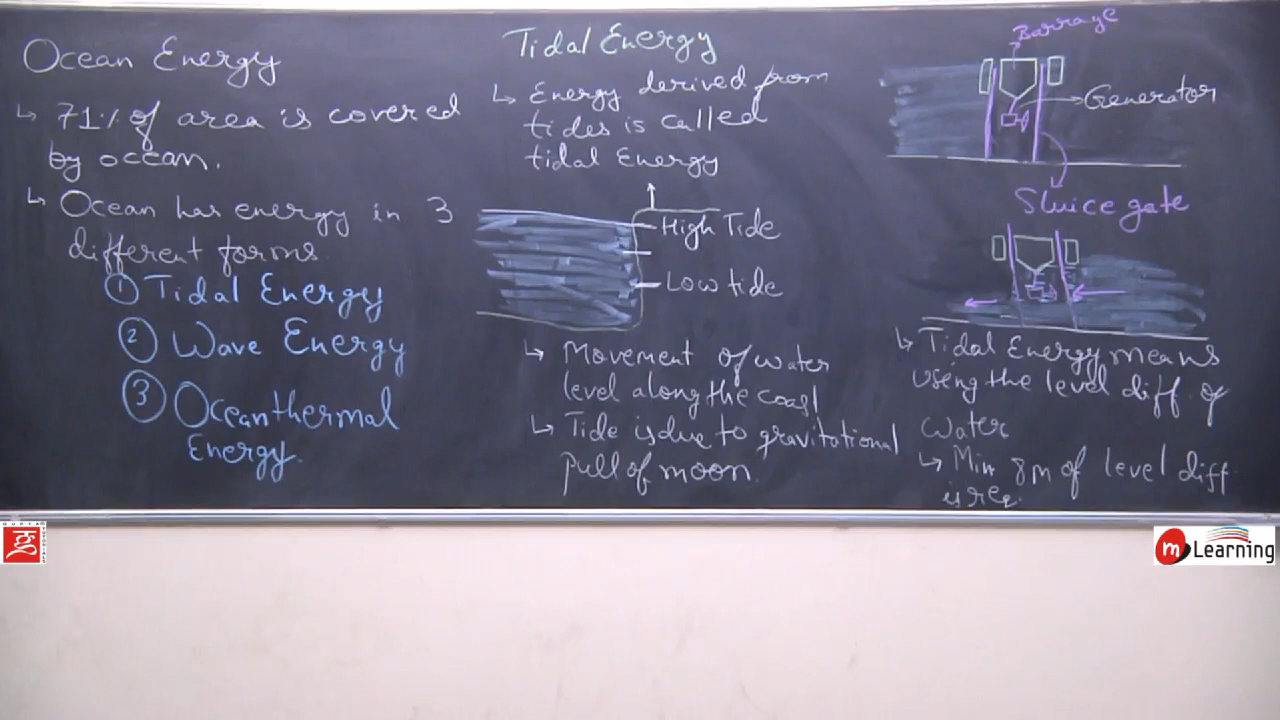 Ocean Energy
↳ 71% of area is covered
by ocean.
↳ Ocean has energy in 3
different forms.
① Tidal Energy
② Wave Energy
③ Oceanthermal
Energy.
Tidal Energy
↳ Energy derived from
tides is called
tidal Energy
High Tide
Low tide
↳ Movement of water
level along the coast
↳ Tide is due to gravitational
pull of moon.
Barrage
Generator
Sluice gate
↳ Tidal Energy means
using the level diff. of
water.
↳ Min 8m of level diff.
is req.
m Learning